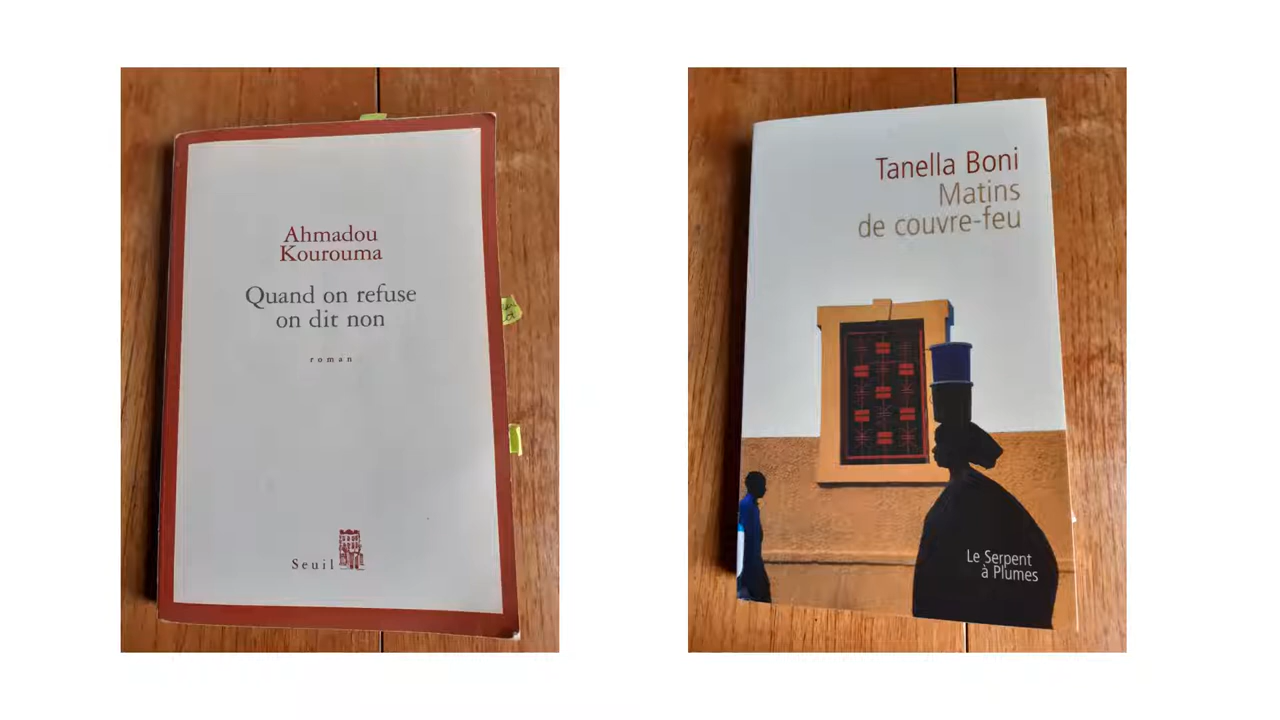 Ahmadou
Kourouma
Quand on refuse
on dit non
roman
Seuil
Tanella Boni
Matins
de couvre-feu
Le Serpent
à Plumes